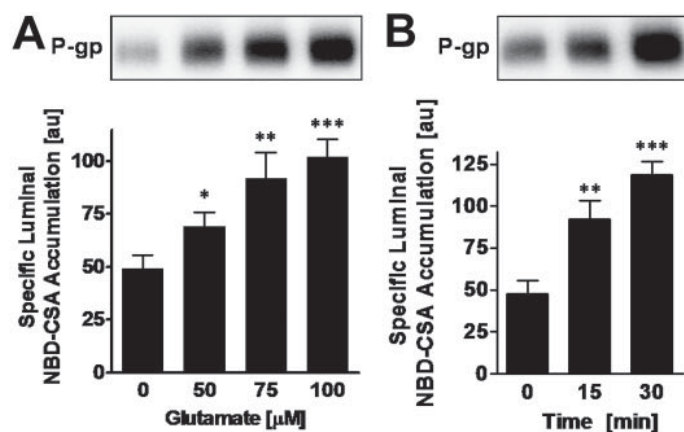 A
P-gp
Specific Luminal
NBD-CSA Accumulation [au]
100
75
50
25
0
*
**
***
0 50 75 100
Glutamate [µM]
B
P-gp
Specific Luminal
NBD-CSA Accumulation [au]
125
100
75
50
25
0
**
***
0 15 30
Time [min]